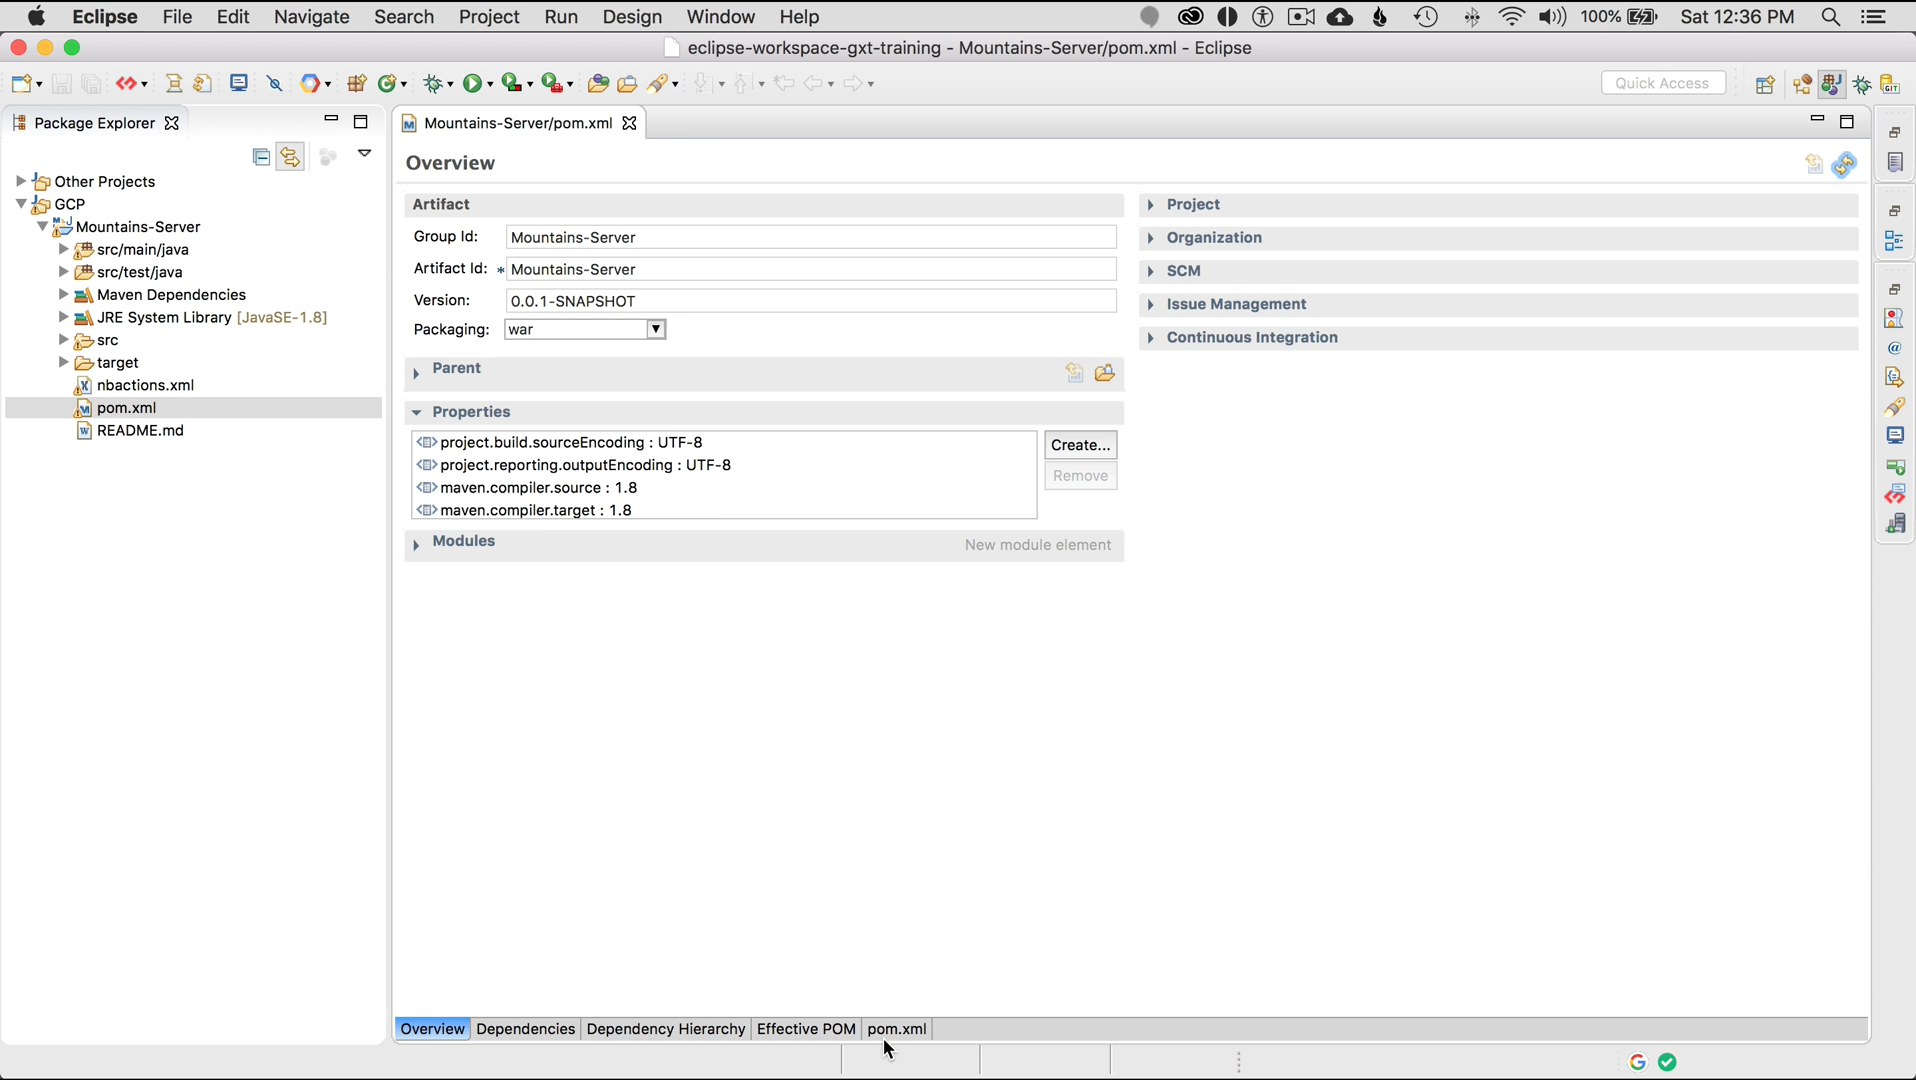 Eclipse File Edit Navigate Search Project Run Design Window Help 100% Sat 12:36 PM
eclipse-workspace-gxt-training - Mountains-Server/pom.xml - Eclipse
Quick Access
Package Explorer
Other Projects
GCP
Mountains-Server
src/main/java
src/test/java
Maven Dependencies
JRE System Library [JavaSE-1.8]
src
target
nbactions.xml
pom.xml
README.md
Mountains-Server/pom.xml
Overview
Artifact
Group Id: Mountains-Server
Artifact Id: * Mountains-Server
Version: 0.0.1-SNAPSHOT
Packaging: war
Parent
Properties
project.build.sourceEncoding : UTF-8
project.reporting.outputEncoding : UTF-8
maven.compiler.source : 1.8
maven.compiler.target : 1.8
Create...
Remove
Modules New module element
Project
Organization
SCM
Issue Management
Continuous Integration
Overview Dependencies Dependency Hierarchy Effective POM pom.xml